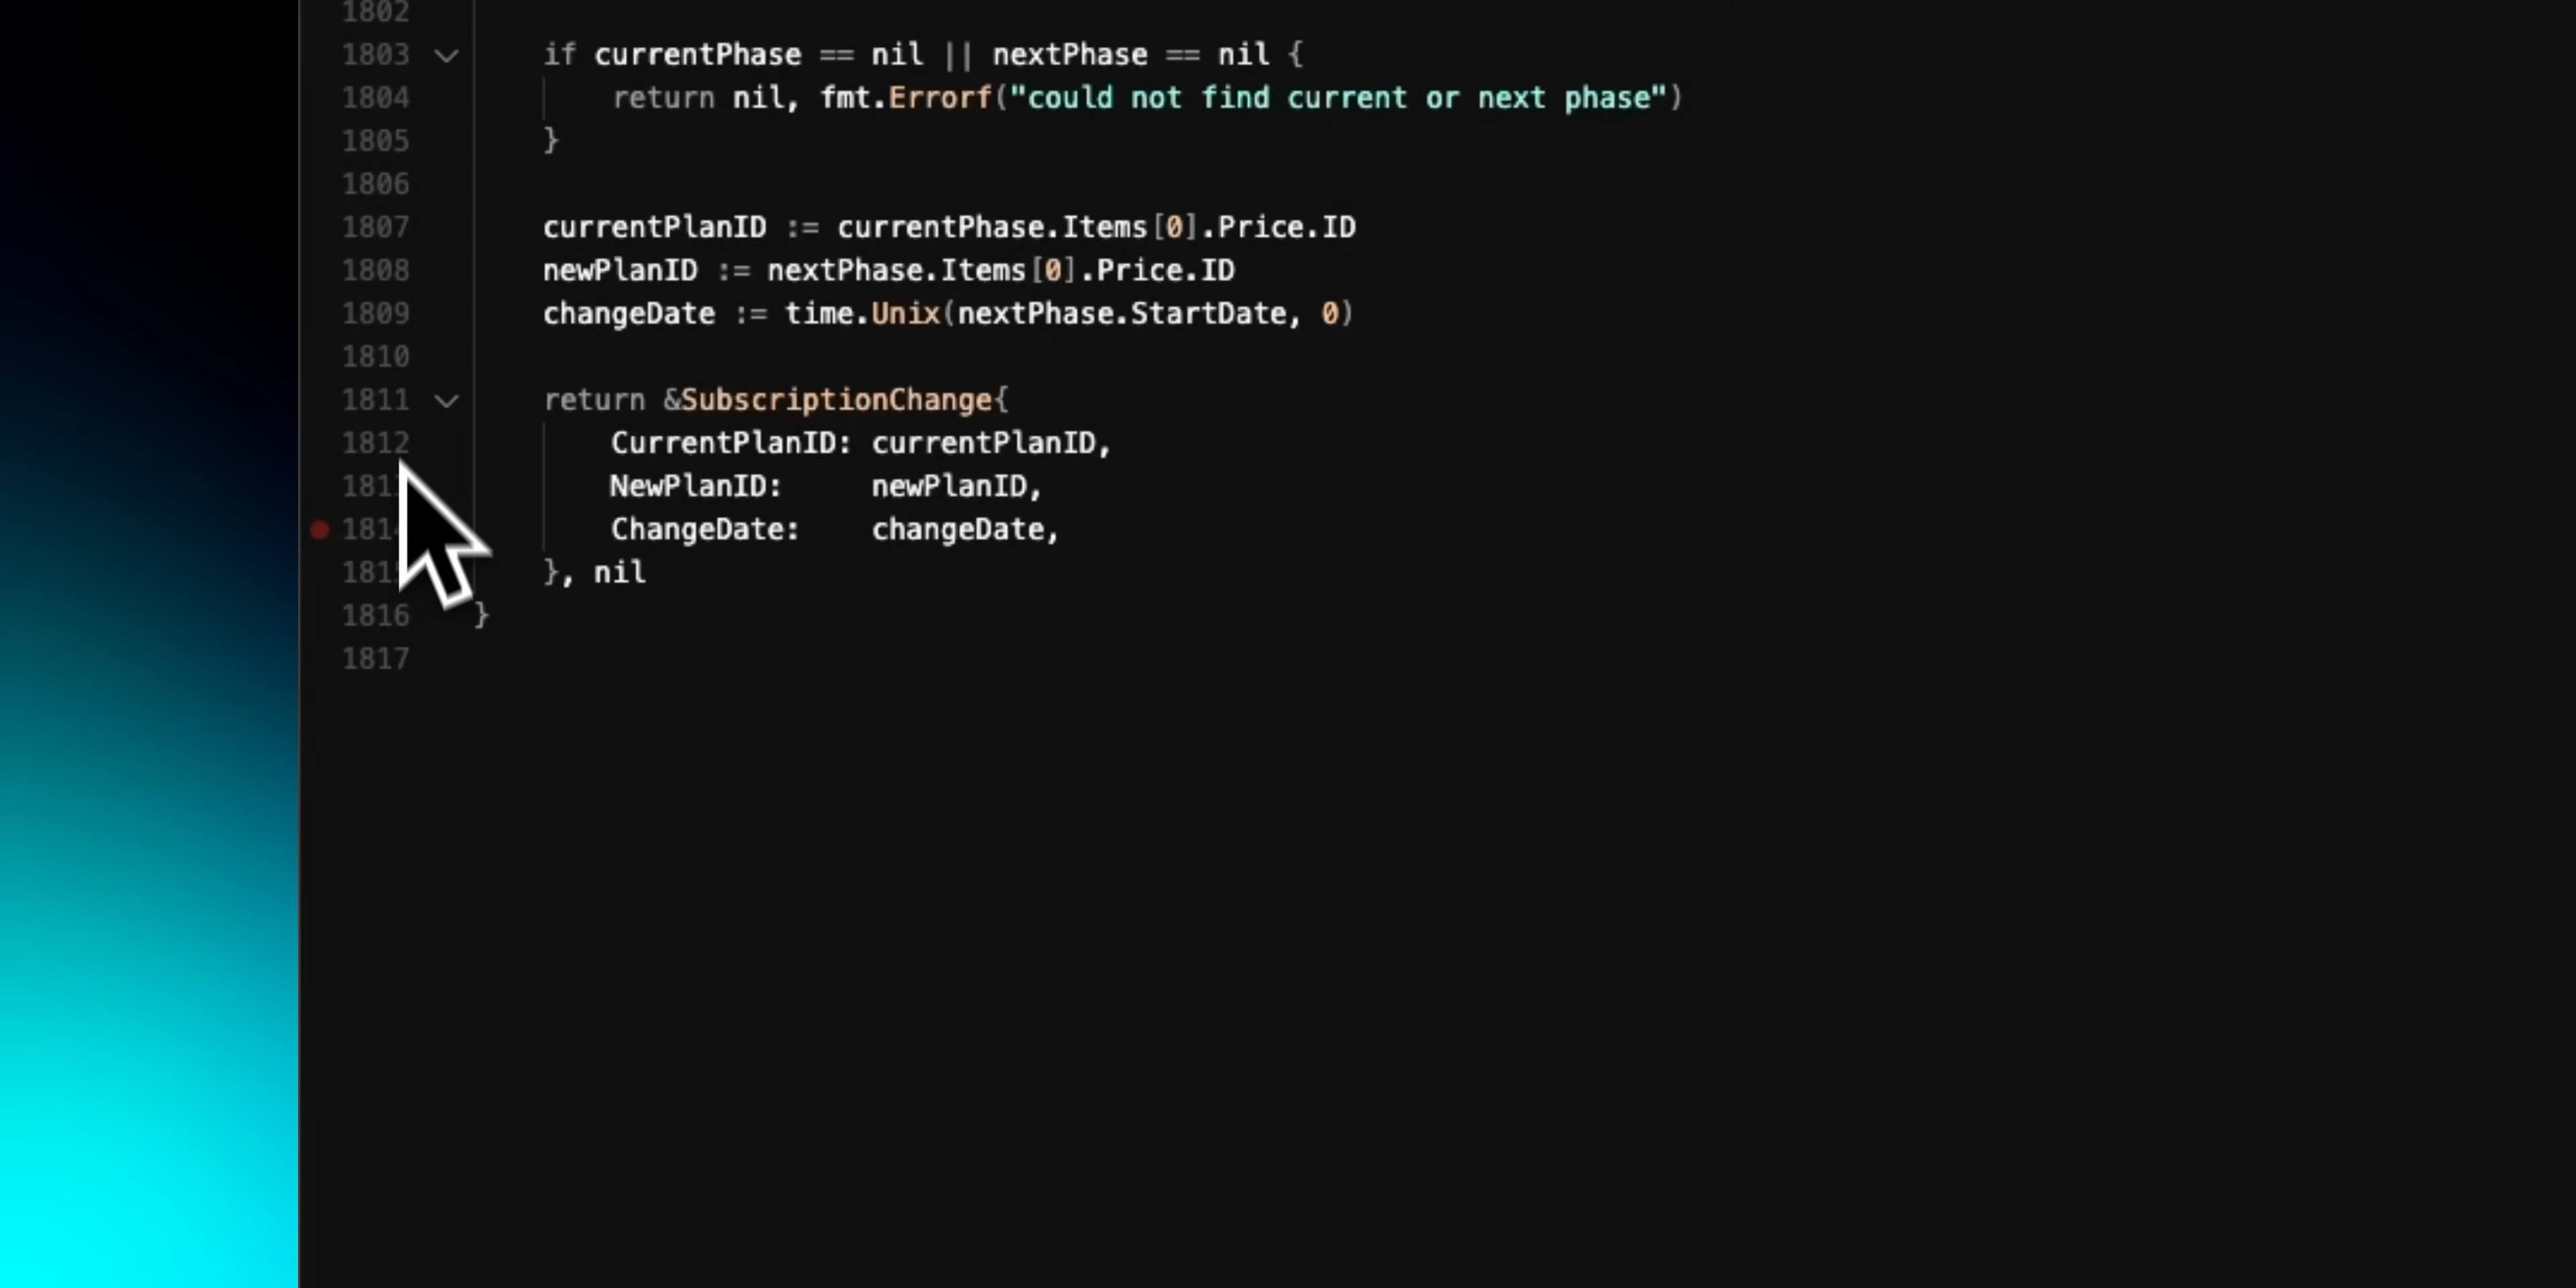 1802
1803 if currentPhase == nil || nextPhase == nil {
1804 return nil, fmt.Errorf("could not find current or next phase")
1805 }
1806
1807 currentPlanID := currentPhase.Items[0].Price.ID
1808 newPlanID := nextPhase.Items[0].Price.ID
1809 changeDate := time.Unix(nextPhase.StartDate, 0)
1810
1811 return &SubscriptionChange{
1812 CurrentPlanID: currentPlanID,
NewPlanID: newPlanID,
ChangeDate: changeDate,
}, nil
1816 }
1817